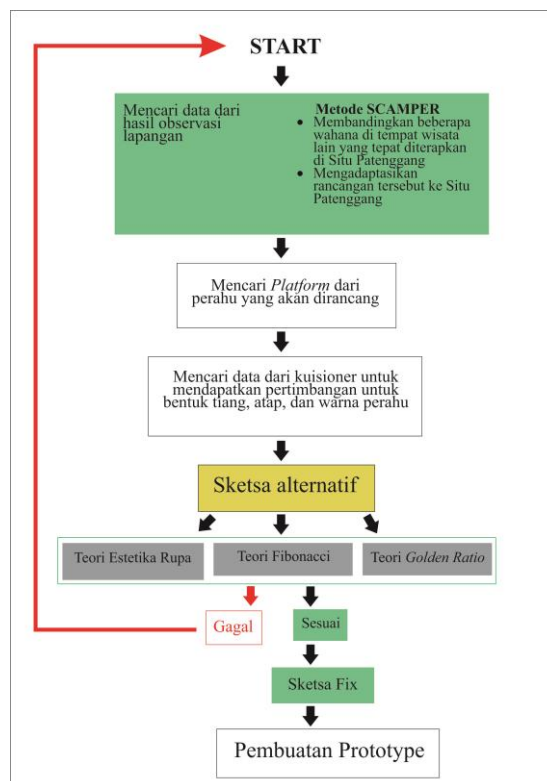 START
Mencari data dari
hasil observasi
lapangan
Metode SCAMPER
• Membandingkan beberapa
wahana di tempat wisata
lain yang tepat diterapkan
di Situ Patenggang
• Mengadaptasikan
rancangan tersebut ke Situ
Patenggang
Mencari Platform dari
perahu yang akan dirancang
Mencari data dari kuisioner untuk
mendapatkan pertimbangan untuk
bentuk tiang, atap, dan warna perahu
Sketsa alternatif
Teori Estetika Rupa
Teori Fibonacci
Teori Golden Ratio
Gagal
Sesuai
Sketsa Fix
Pembuatan Prototype